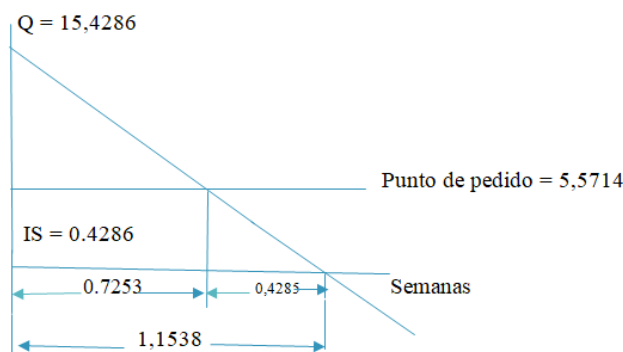 Q = 15,4286
Punto de pedido = 5,5714
IS = 0.4286
Semanas
0.7253
0,4285
1,1538